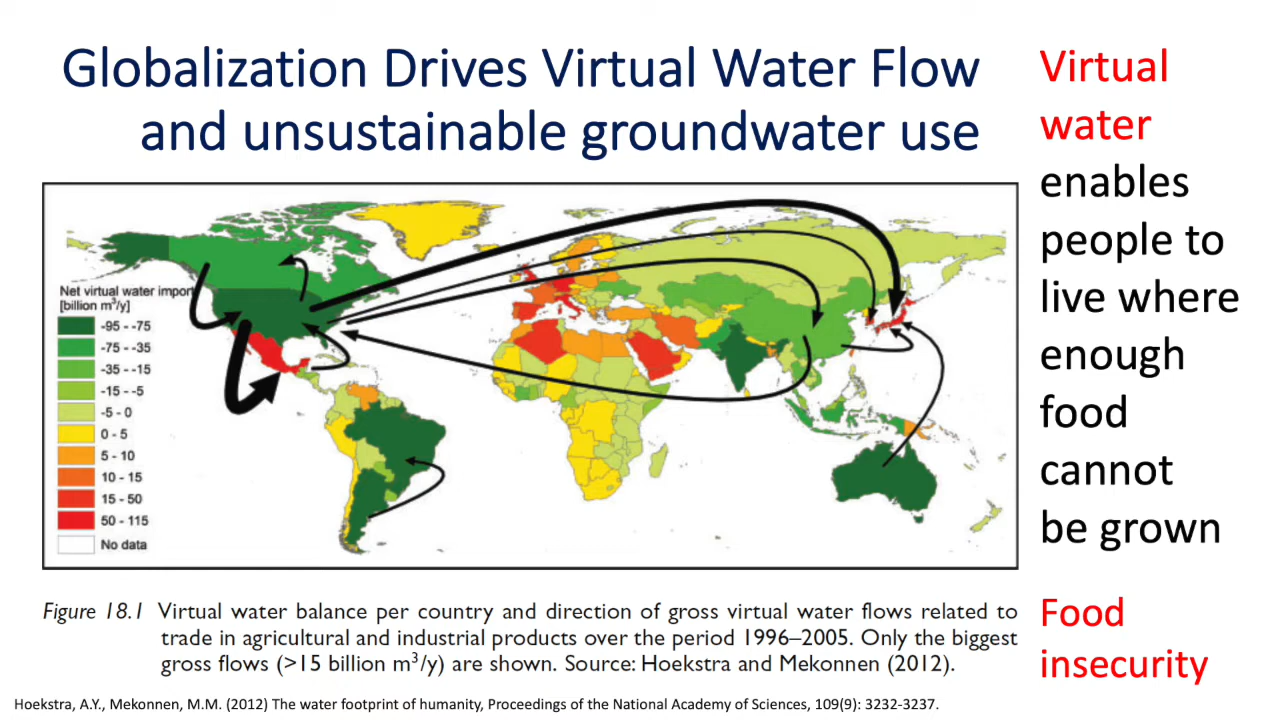 Globalization Drives Virtual Water Flow
and unsustainable groundwater use
Virtual
water
enables
people to
live where
enough
food
cannot
be grown
Food
insecurity
Net virtual water import
[billion m³/y]
-95 - -75
-75 - -35
-35 - -15
-15 - -5
-5 - 0
0 - 5
5 - 10
10 - 15
15 - 50
50 - 115
No data
Figure 18.1 Virtual water balance per country and direction of gross virtual water flows related to
trade in agricultural and industrial products over the period 1996–2005. Only the biggest
gross flows (>15 billion m³/y) are shown. Source: Hoekstra and Mekonnen (2012).
Hoekstra, A.Y., Mekonnen, M.M. (2012) The water footprint of humanity, Proceedings of the National Academy of Sciences, 109(9): 3232-3237.